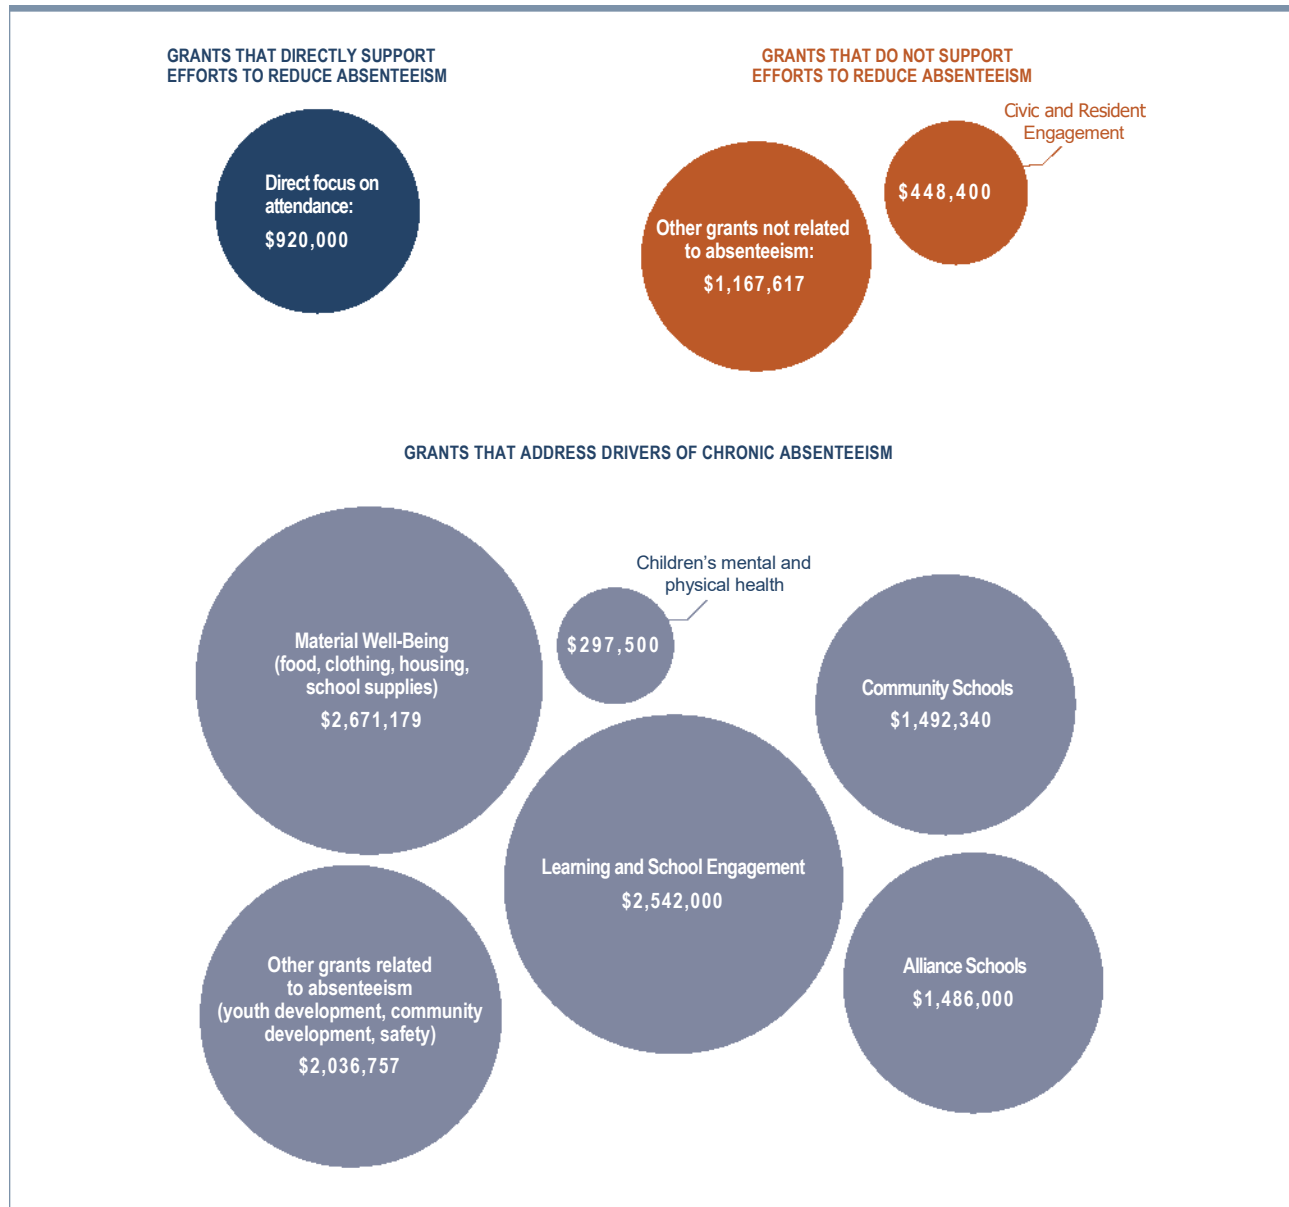 GRANTS THAT DIRECTLY SUPPORT
EFFORTS TO REDUCE ABSENTEEISM
Direct focus on
attendance:
$920,000
GRANTS THAT DO NOT SUPPORT
EFFORTS TO REDUCE ABSENTEEISM
Civic and Resident
Engagement
$448,400
Other grants not related
to absenteeism:
$1,167,617
GRANTS THAT ADDRESS DRIVERS OF CHRONIC ABSENTEEISM
Material Well-Being
(food, clothing, housing,
school supplies)
$2,671,179
Children’s mental and
physical health
$297,500
Community Schools
$1,492,340
Learning and School Engagement
$2,542,000
Other grants related
to absenteeism
(youth development, community
development, safety)
$2,036,757
Alliance Schools
$1,486,000